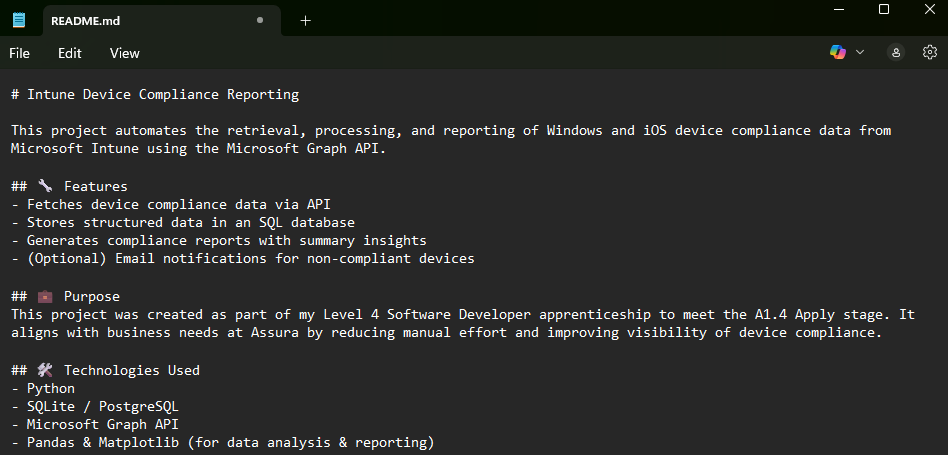 README.md
File Edit View
# Intune Device Compliance Reporting
This project automates the retrieval, processing, and reporting of Windows and iOS device compliance data from
Microsoft Intune using the Microsoft Graph API.
## 🔧 Features
- Fetches device compliance data via API
- Stores structured data in an SQL database
- Generates compliance reports with summary insights
- (Optional) Email notifications for non-compliant devices
## 💼 Purpose
This project was created as part of my Level 4 Software Developer apprenticeship to meet the A1.4 Apply stage. It
aligns with business needs at Assura by reducing manual effort and improving visibility of device compliance.
## 🛠 Technologies Used
- Python
- SQLite / PostgreSQL
- Microsoft Graph API
- Pandas & Matplotlib (for data analysis & reporting)